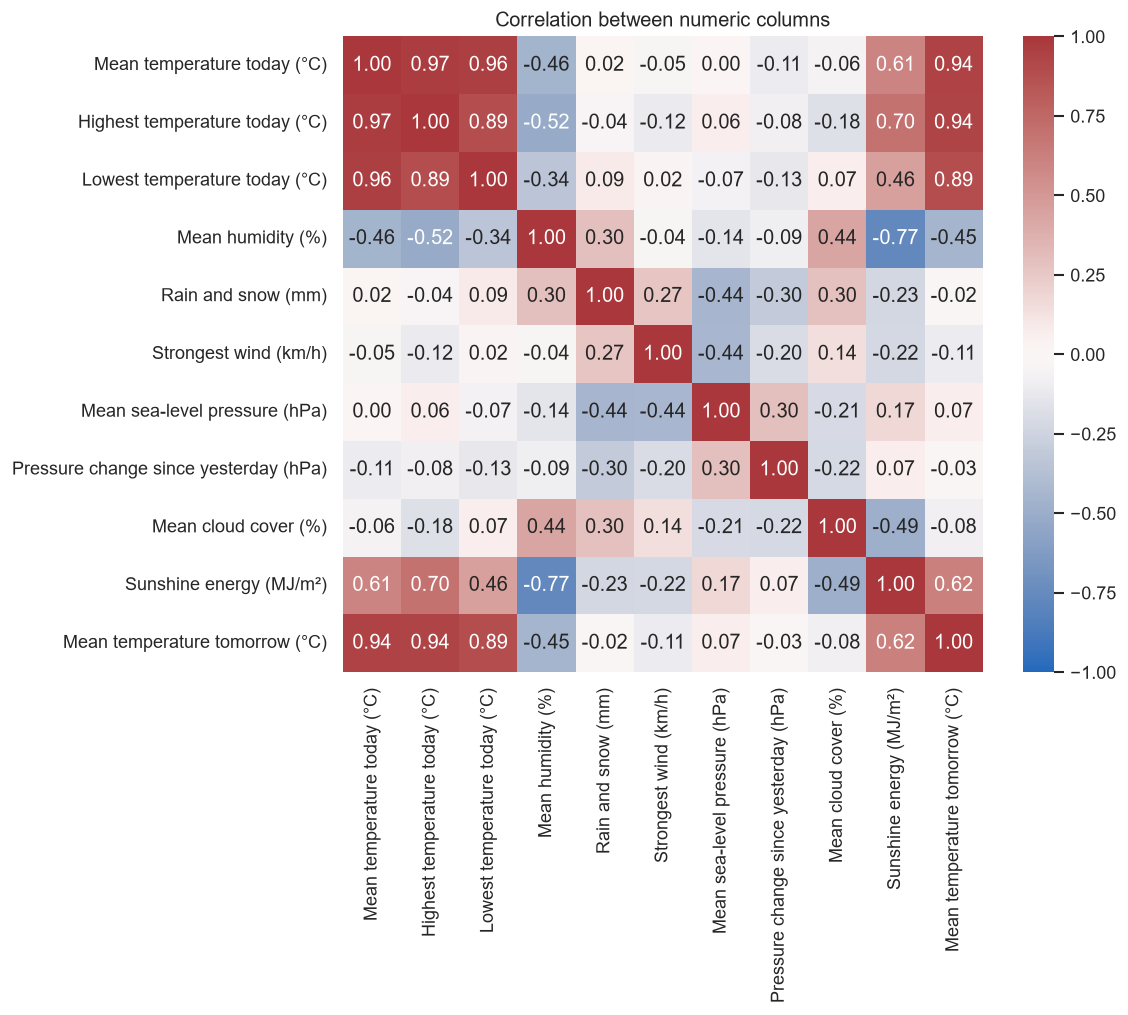 Correlation between numeric columns
Mean temperature today (°C) 1.00 0.97 0.96 -0.46 0.02 -0.05 0.00 -0.11 -0.06 0.61 0.94
Highest temperature today (°C) 0.97 1.00 0.89 -0.52 -0.04 -0.12 0.06 -0.08 -0.18 0.70 0.94
Lowest temperature today (°C) 0.96 0.89 1.00 -0.34 0.09 0.02 -0.07 -0.13 0.07 0.46 0.89
Mean humidity (%) -0.46 -0.52 -0.34 1.00 0.30 -0.04 -0.14 -0.09 0.44 -0.77 -0.45
Rain and snow (mm) 0.02 -0.04 0.09 0.30 1.00 0.27 -0.44 -0.30 0.30 -0.23 -0.02
Strongest wind (km/h) -0.05 -0.12 0.02 -0.04 0.27 1.00 -0.44 -0.20 0.14 -0.22 -0.11
Mean sea-level pressure (hPa) 0.00 0.06 -0.07 -0.14 -0.44 -0.44 1.00 0.30 -0.21 0.17 0.07
Pressure change since yesterday (hPa) -0.11 -0.08 -0.13 -0.09 -0.30 -0.20 0.30 1.00 -0.22 0.07 -0.03
Mean cloud cover (%) -0.06 -0.18 0.07 0.44 0.30 0.14 -0.21 -0.22 1.00 -0.49 -0.08
Sunshine energy (MJ/m²) 0.61 0.70 0.46 -0.77 -0.23 -0.22 0.17 0.07 -0.49 1.00 0.62
Mean temperature tomorrow (°C) 0.94 0.94 0.89 -0.45 -0.02 -0.11 0.07 -0.03 -0.08 0.62 1.00
Mean temperature today (°C)
Highest temperature today (°C)
Lowest temperature today (°C)
Mean humidity (%)
Rain and snow (mm)
Strongest wind (km/h)
Mean sea-level pressure (hPa)
Pressure change since yesterday (hPa)
Mean cloud cover (%)
Sunshine energy (MJ/m²)
Mean temperature tomorrow (°C)
1.00
0.75
0.50
0.25
0.00
−0.25
−0.50
−0.75
−1.00